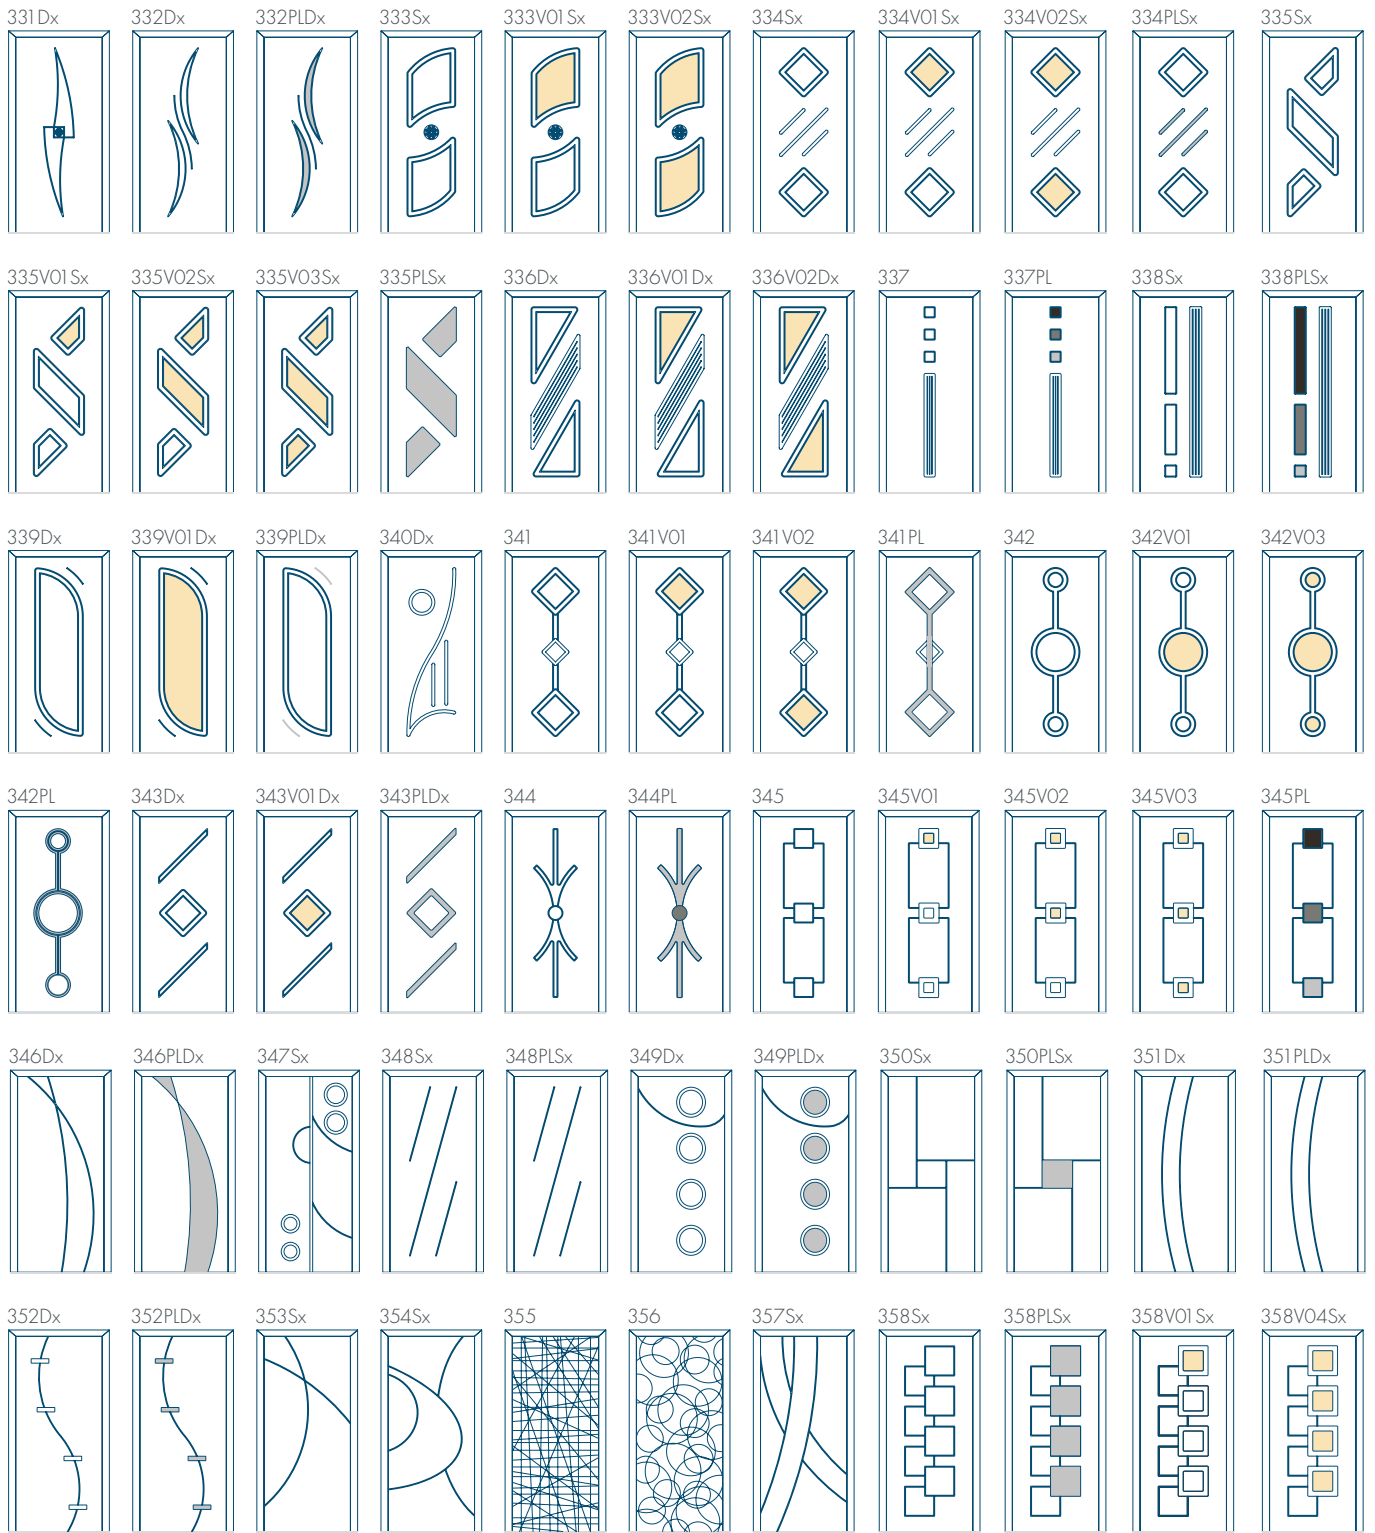 331Dx 332Dx 332PLDx 333Sx 333V01Sx 333V02Sx 334Sx 334V01Sx 334V02Sx 334PLSx 335Sx
335V01Sx 335V02Sx 335V03Sx 335PLSx 336Dx 336V01Dx 336V02Dx 337 337PL 338Sx 338PLSx
339Dx 339V01Dx 339PLDx 340Dx 341 341V01 341V02 341PL 342 342V01 342V03
342PL 343Dx 343V01Dx 343PLDx 344 344PL 345 345V01 345V02 345V03 345PL
346Dx 346PLDx 347Sx 348Sx 348PLSx 349Dx 349PLDx 350Sx 350PLSx 351Dx 351PLDx
352Dx 352PLDx 353Sx 354Sx 355 356 357Sx 358Sx 358PLSx 358V01Sx 358V04Sx